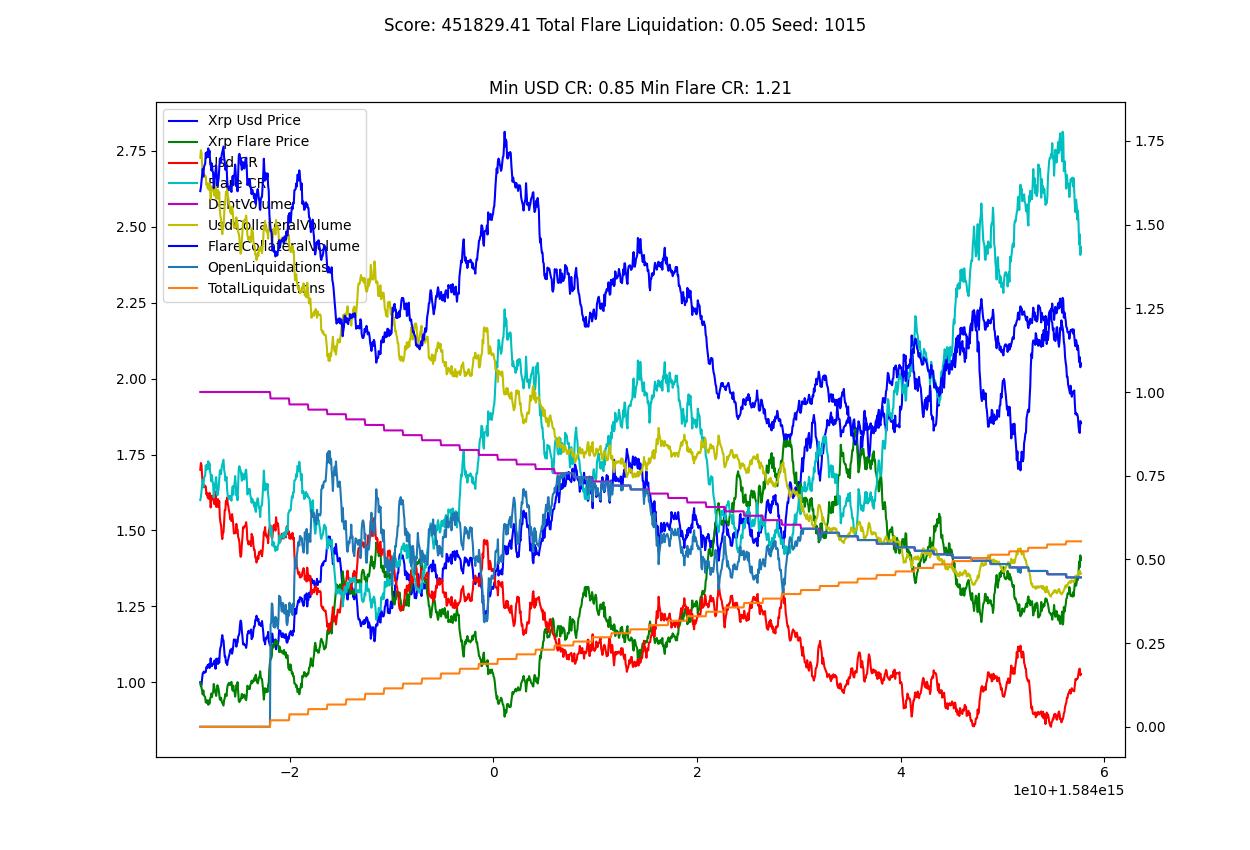 Score: 451829.41 Total Flare Liquidation: 0.05 Seed: 1015
Min USD CR: 0.85 Min Flare CR: 1.21
Xrp Usd Price
Xrp Flare Price
Usd CR
Flare CR
DebtVolume
UsdCollateralVolume
FlareCollateralVolume
OpenLiquidations
TotalLiquidations
2.75
2.50
2.25
2.00
1.75
1.50
1.25
1.00
1.75
1.50
1.25
1.00
0.75
0.50
0.25
0.00
−2 0 2 4 6
1e10+1.584e15